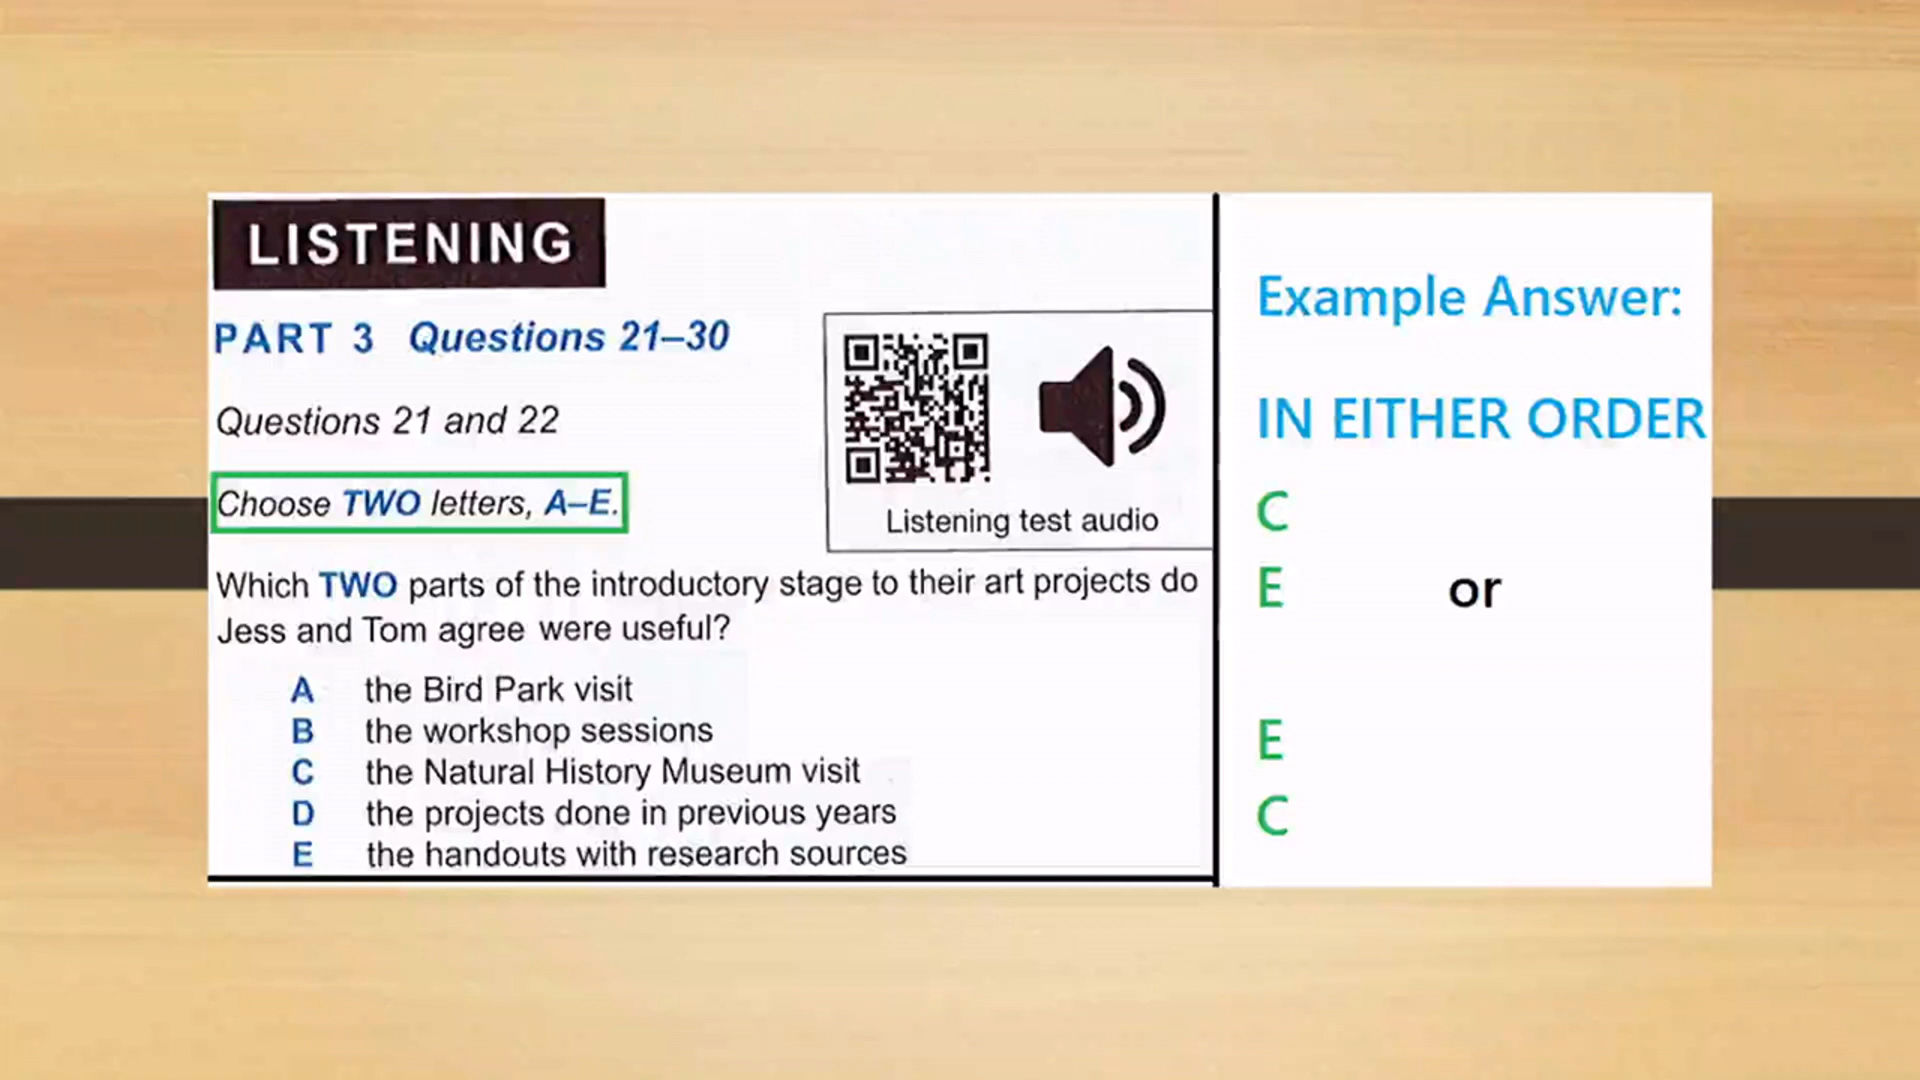 LISTENING
PART 3 Questions 21–30
Questions 21 and 22
Choose TWO letters, A–E.
Listening test audio
Which TWO parts of the introductory stage to their art projects do
Jess and Tom agree were useful?
A the Bird Park visit
B the workshop sessions
C the Natural History Museum visit
D the projects done in previous years
E the handouts with research sources
Example Answer:
IN EITHER ORDER
C
E or
E
C